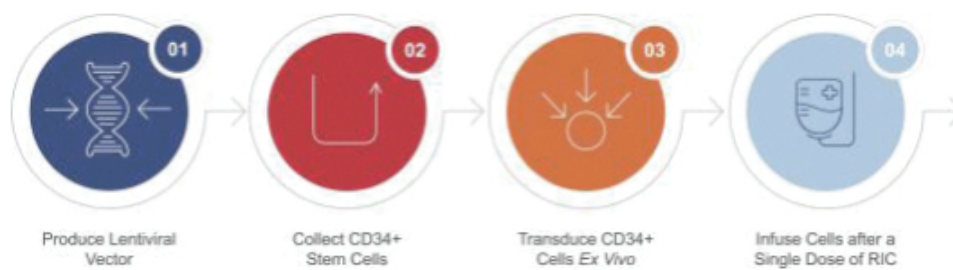 01
02
03
04
Produce Lentiviral
Vector
Collect CD34+
Stem Cells
Transduce CD34+
Cells Ex Vivo
Infuse Cells after a
Single Dose of RIC